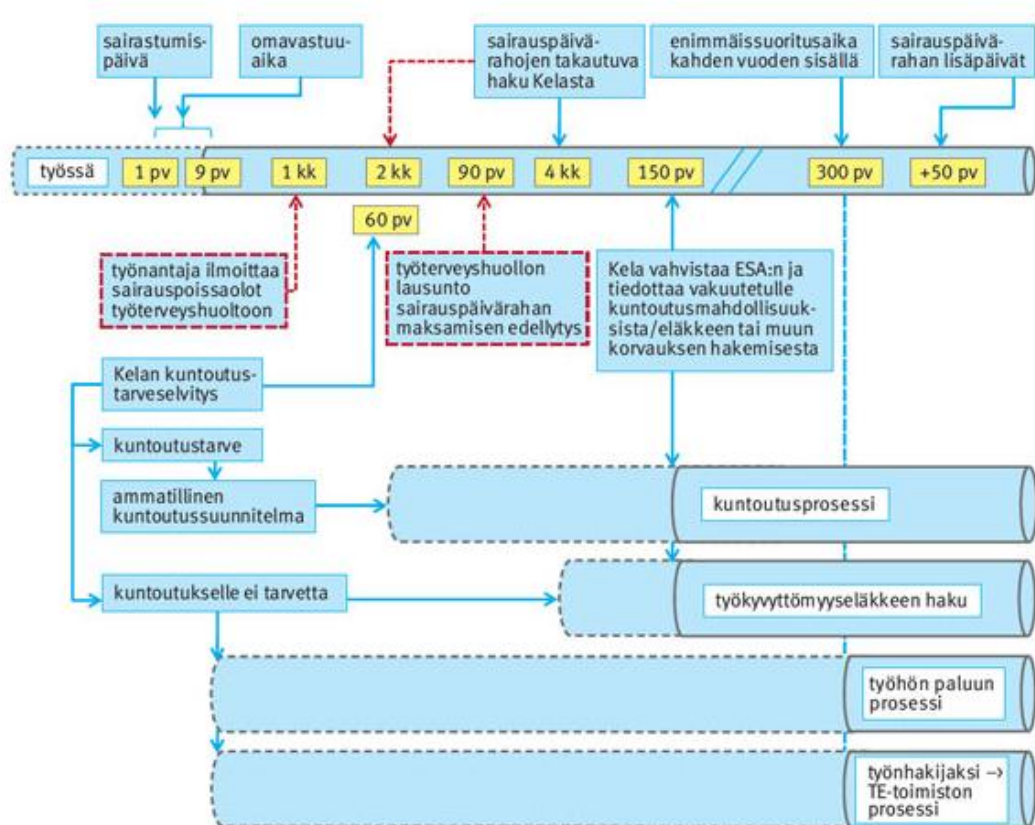 sairastumis-
päivä
omavastuu-
aika
sairauspäivä-
rahojen takautuva
haku Kelasta
enimmäissuoritusaika
kahden vuoden sisällä
sairauspäivä-
rahan lisäpäivät
työssä
1 pv
9 pv
1 kk
2 kk
90 pv
4 kk
150 pv
300 pv
+50 pv
60 pv
työnantaja ilmoittaa
sairauspoissaolot
työterveyshuoltoon
työterveyshuollon
lausunto
sairauspäivärahan
maksamisen edellytys
Kela vahvistaa ESA:n ja
tiedottaa vakuutetulle
kuntoutusmahdollisuuk-
sista/eläkkeen tai muun
korvauksen hakemisesta
Kelan kuntoutus-
tarveselvitys
kuntoutustarve
ammatillinen
kuntoutussuunnitelma
kuntoutusprosessi
kuntoutukselle ei tarvetta
työkyvyttömyyseläkkeen haku
työhön paluun
prosessi
työnhakijaksi –>
TE-toimiston
prosessi